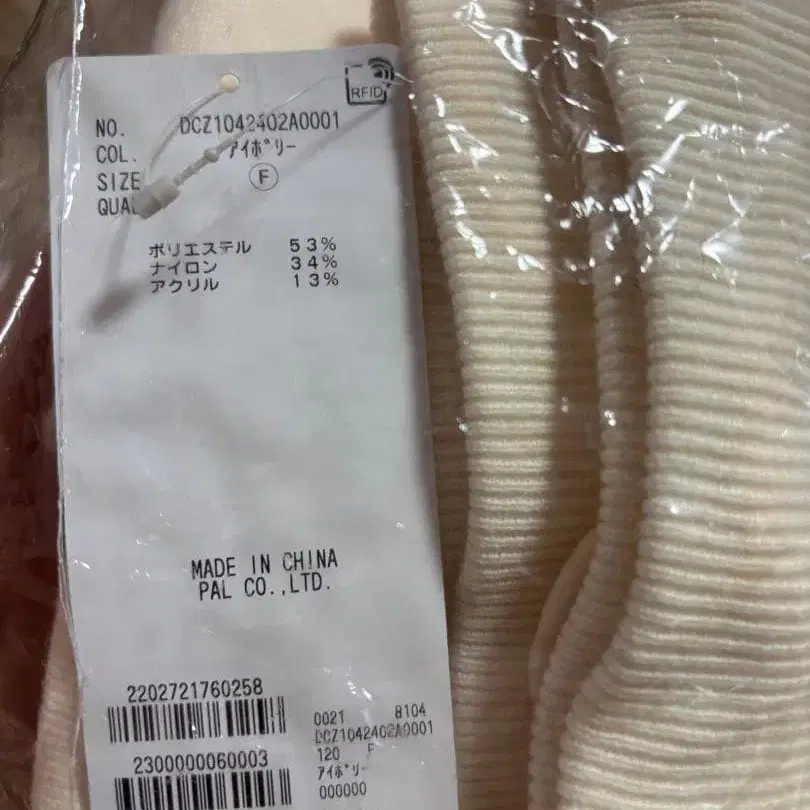 RFID
NO. DCZ1042402A0001
COL. アイボリー
SIZE Ⓕ
QUAL
ポリエステル 53%
ナイロン 34%
アクリル 13%
MADE IN CHINA
PAL CO.,LTD.
2202721760258
2300000060003
0021 8104
DCZ1042402A0001
120 F
アイボリー
000000